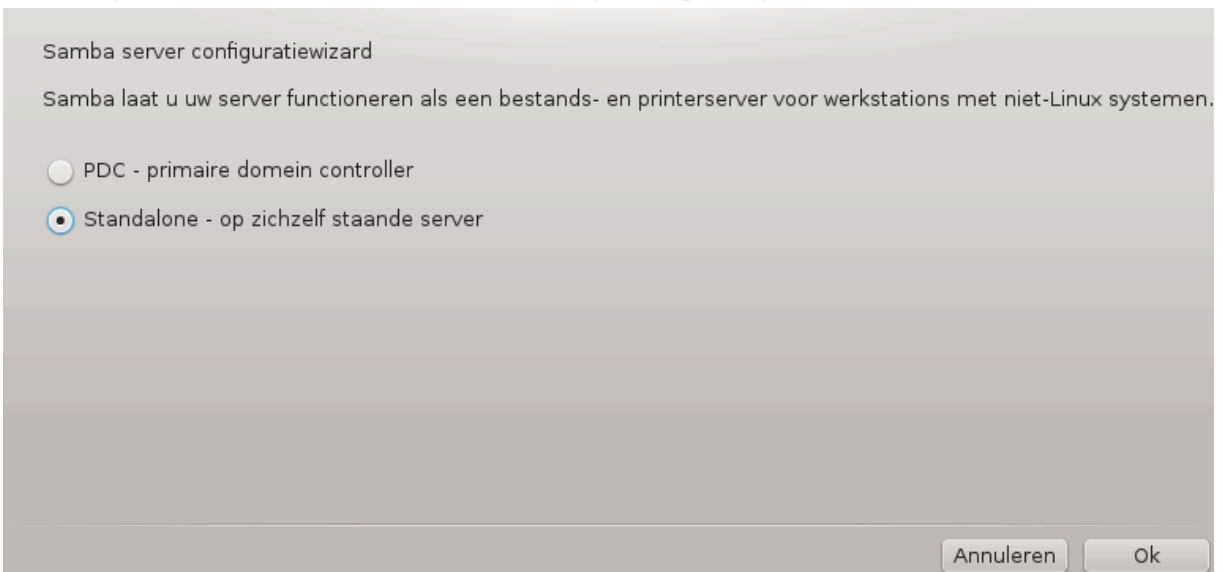 Samba server configuratiewizard
Samba laat u uw server functioneren als een bestands- en printerserver voor werkstations met niet-Linux systemen.
PDC - primaire domein controller
Standalone - op zichzelf staande server
Annuleren
Ok